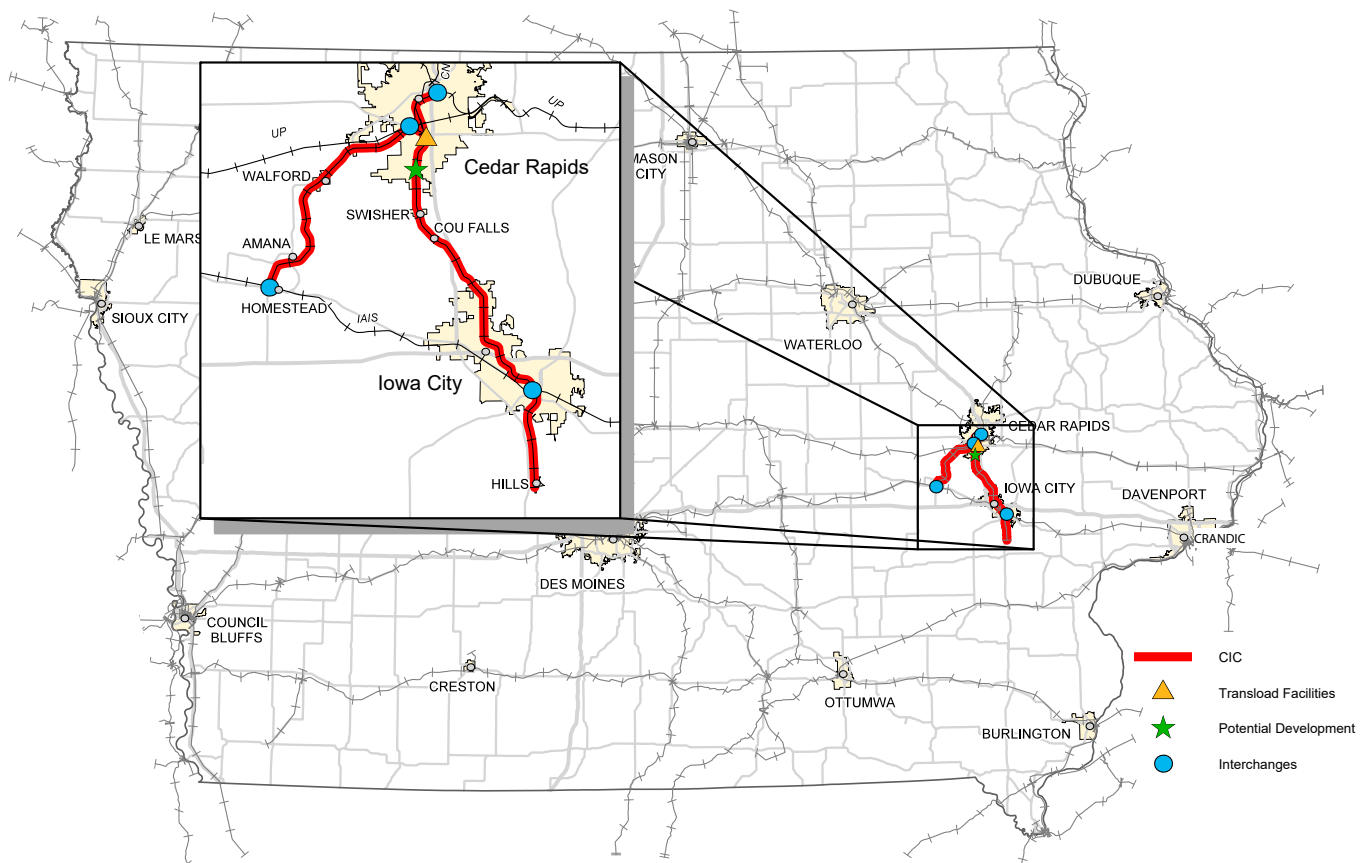 CN
UP
UP
WALFORD
Cedar Rapids
SWISHER
COU FALLS
AMANA
HOMESTEAD
IAIS
Iowa City
HILLS
MASON
CITY
LE MARS
SIOUX CITY
DUBUQUE
WATERLOO
CEDAR RAPIDS
IOWA CITY
DAVENPORT
CRANDIC
DES MOINES
COUNCIL
BLUFFS
CRESTON
OTTUMWA
BURLINGTON
CIC
Transload Facilities
Potential Development
Interchanges